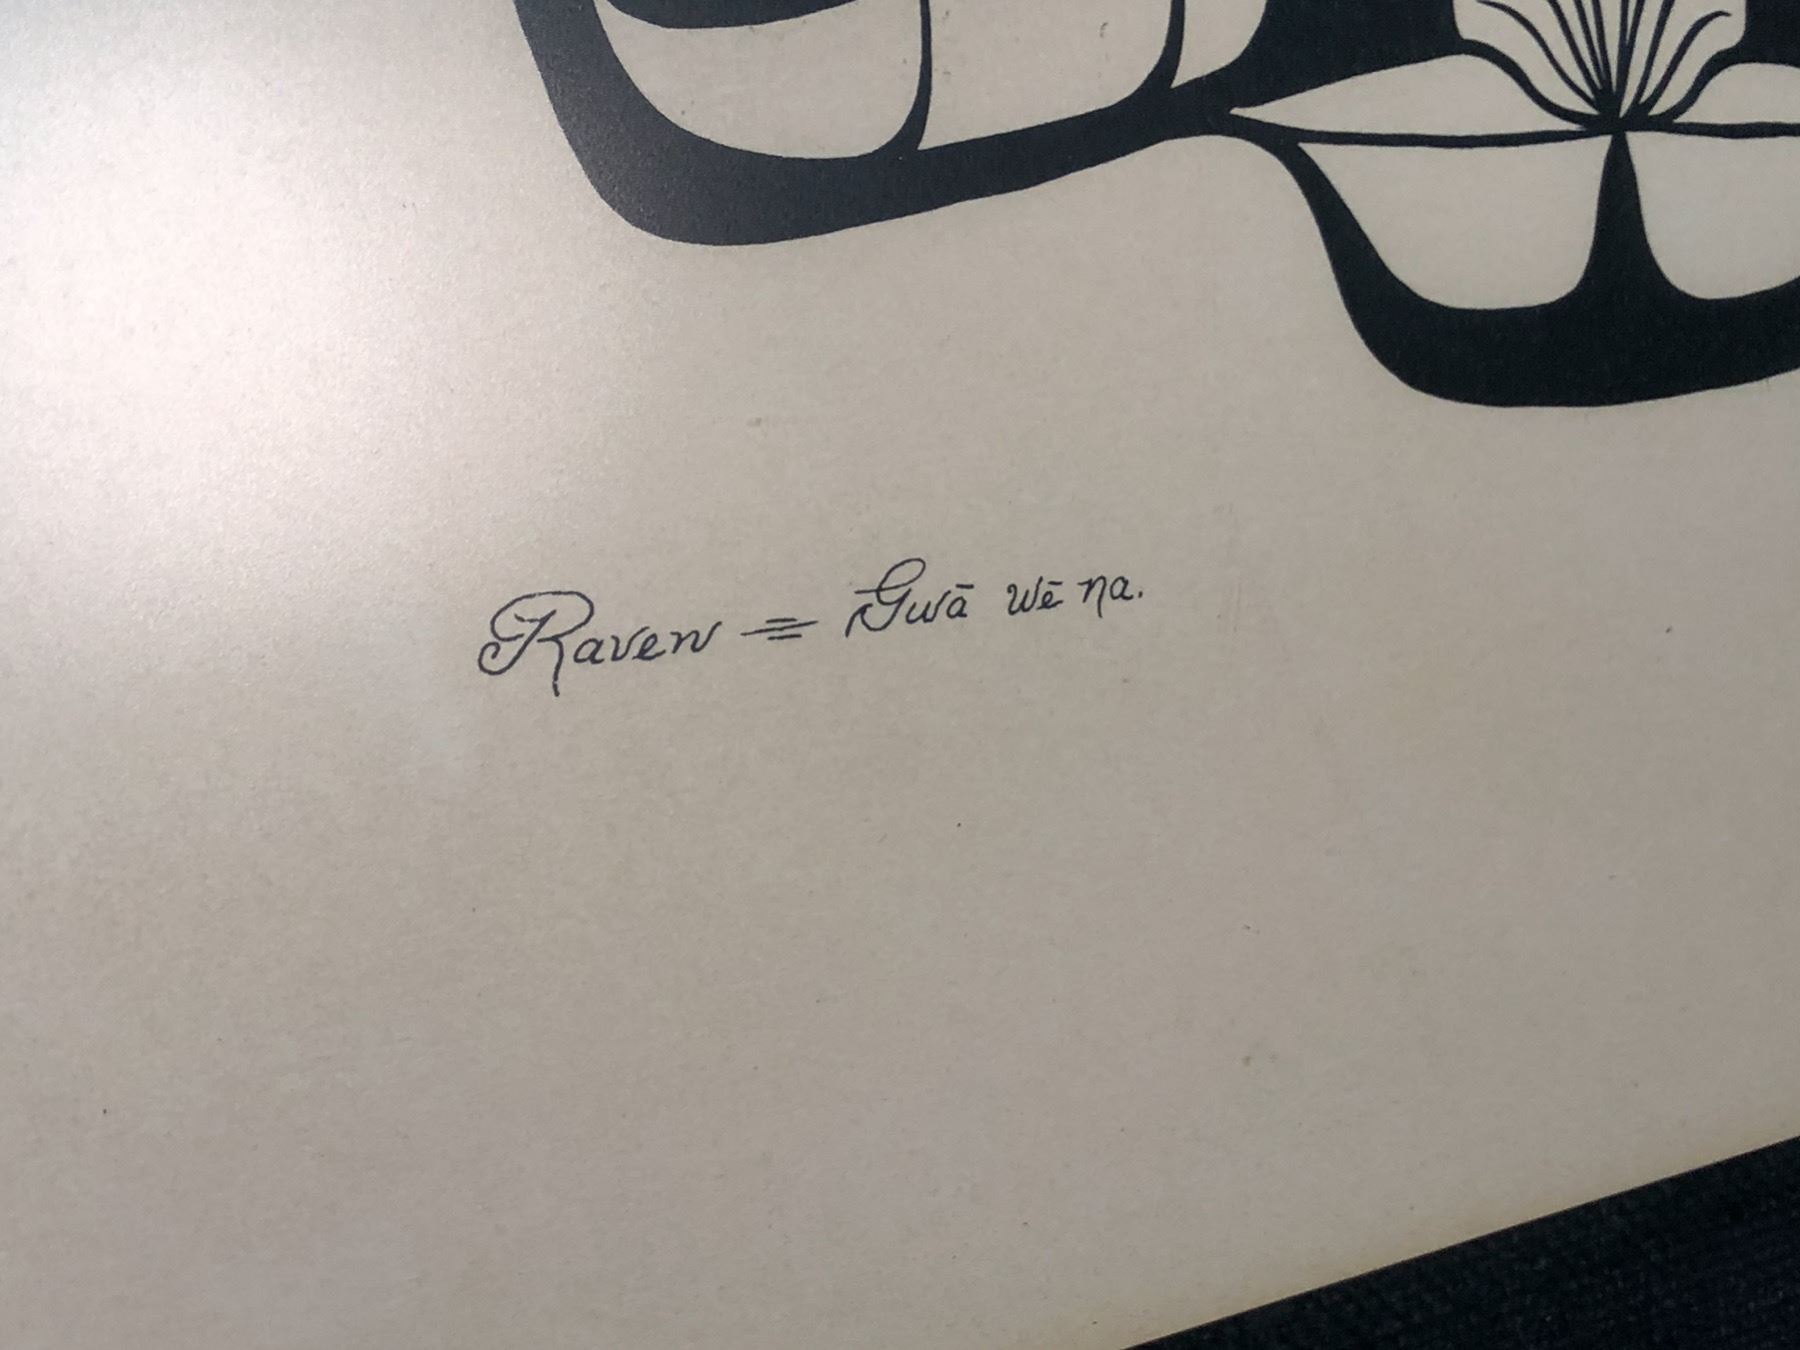 Raven = Gwā wē na.